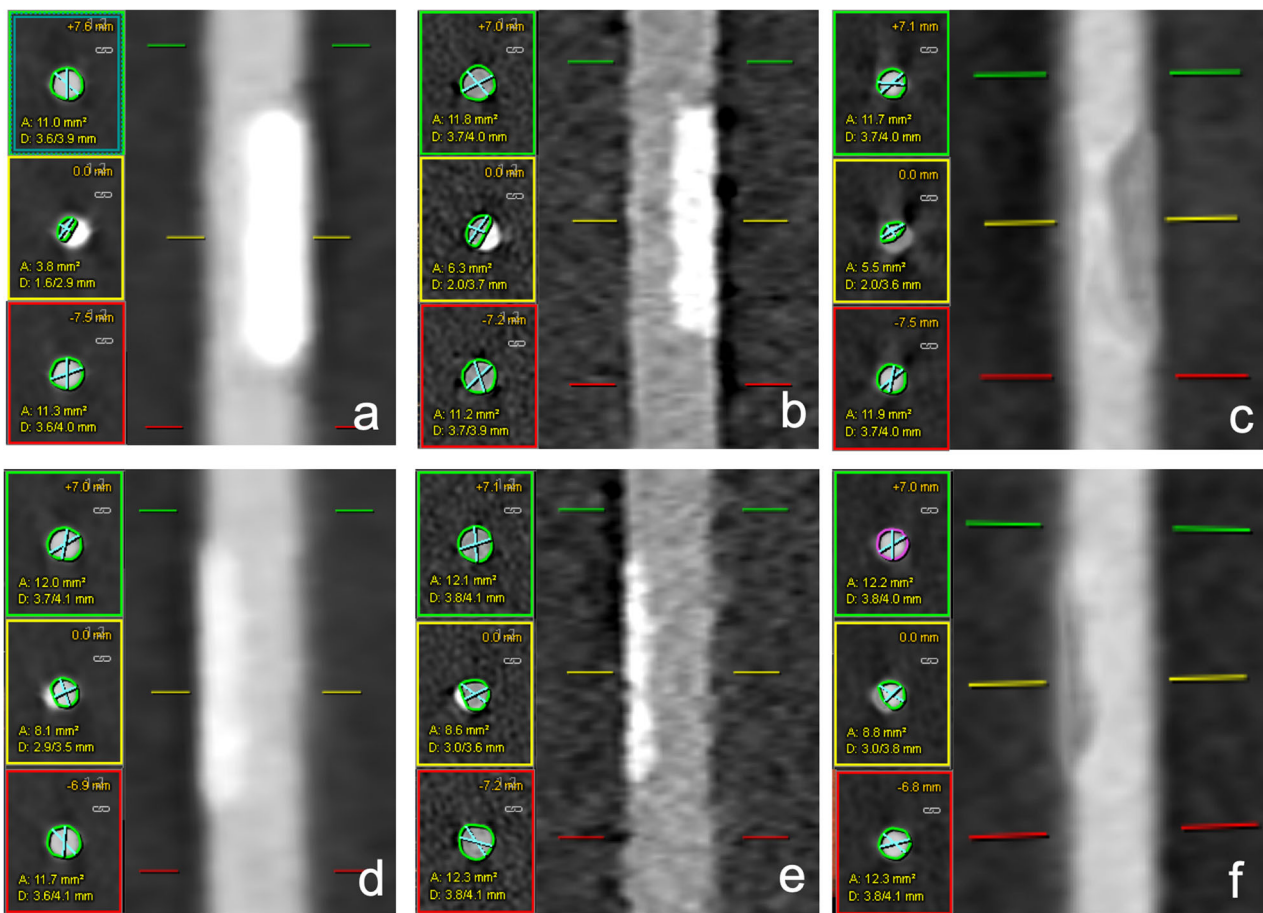 +7.6 mm
A: 11.0 mm²
D: 3.6/3.9 mm
0.0 mm
A: 3.8 mm²
D: 1.6/2.9 mm
-7.5 mm
A: 11.3 mm²
D: 3.6/4.0 mm
a
+7.0 mm
A: 11.8 mm²
D: 3.7/4.0 mm
0.0 mm
A: 6.3 mm²
D: 2.0/3.7 mm
-7.2 mm
A: 11.2 mm²
D: 3.7/3.9 mm
b
+7.1 mm
A: 11.7 mm²
D: 3.7/4.0 mm
0.0 mm
A: 5.5 mm²
D: 2.0/3.6 mm
-7.5 mm
A: 11.9 mm²
D: 3.7/4.0 mm
c
+7.0 mm
A: 12.0 mm²
D: 3.7/4.1 mm
0.0 mm
A: 8.1 mm²
D: 2.9/3.5 mm
-6.9 mm
A: 11.7 mm²
D: 3.6/4.1 mm
d
+7.1 mm
A: 12.1 mm²
D: 3.8/4.1 mm
0.0 mm
A: 8.6 mm²
D: 3.0/3.6 mm
-7.2 mm
A: 12.3 mm²
D: 3.8/4.1 mm
e
+7.0 mm
A: 12.2 mm²
D: 3.8/4.0 mm
0.0 mm
A: 8.8 mm²
D: 3.0/3.8 mm
-6.8 mm
A: 12.3 mm²
D: 3.8/4.1 mm
f